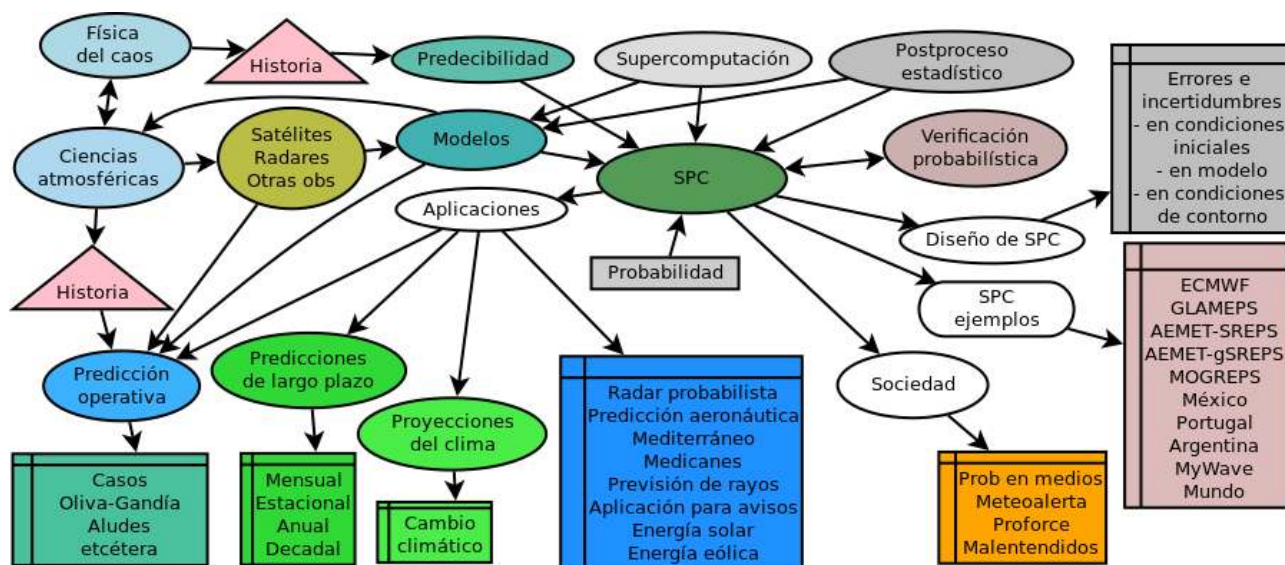 Física
del caos
Historia
Predecibilidad
Supercomputación
Postproceso
estadístico
Errores e
incertidumbres
- en condiciones
iniciales
- en modelo
- en condiciones
de contorno
Ciencias
atmosféricas
Satélites
Radares
Otras obs
Modelos
SPC
Verificación
probabilística
Aplicaciones
Probabilidad
Diseño de SPC
Historia
SPC
ejemplos
ECMWF
GLAMEPS
AEMET-SREPS
AEMET-gSREPS
MOGREPS
México
Portugal
Argentina
MyWave
Mundo
Predicción
operativa
Predicciones
de largo plazo
Proyecciones
del clima
Radar probabilista
Predicción aeronáutica
Mediterráneo
Medicanes
Previsión de rayos
Aplicación para avisos
Energía solar
Energía eólica
Sociedad
Casos
Oliva-Gandía
Aludes
etcétera
Mensual
Estacional
Anual
Decadal
Cambio
climático
Prob en medios
Meteoalerta
Proforce
Malentendidos